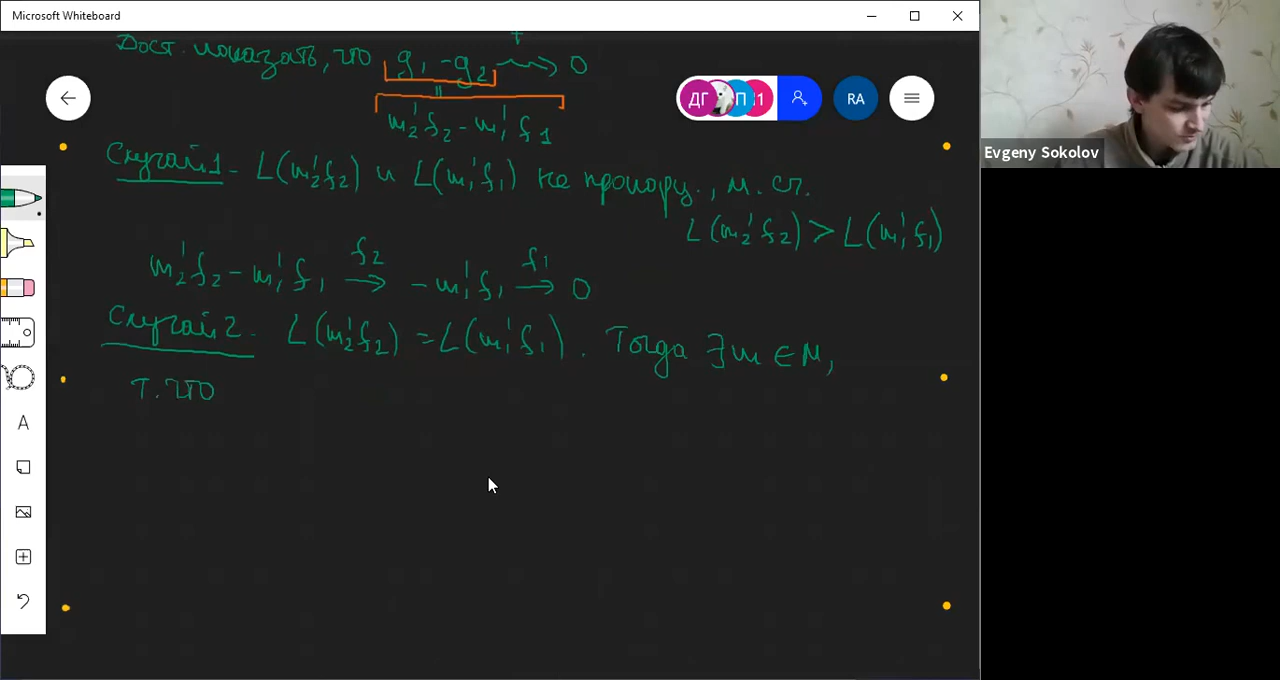 Microsoft Whiteboard
Дост. показать, что g₁ - g₂ ⇝ 0
F
॥
m₂' f₂ - m₁' f₁
ДГ П 1 RA
Evgeny Sokolov
Случай 1. L(m₂'f₂) и L(m₁'f₁) не пропорц., м. сч.
L(m₂'f₂) > L(m₁'f₁)
m₂'f₂ - m₁'f₁ →f₂ -m₁'f₁ →f₁ 0
Случай 2. L(m₂'f₂) = L(m₁'f₁). Тогда ∃m ∈ M,
т. что
A